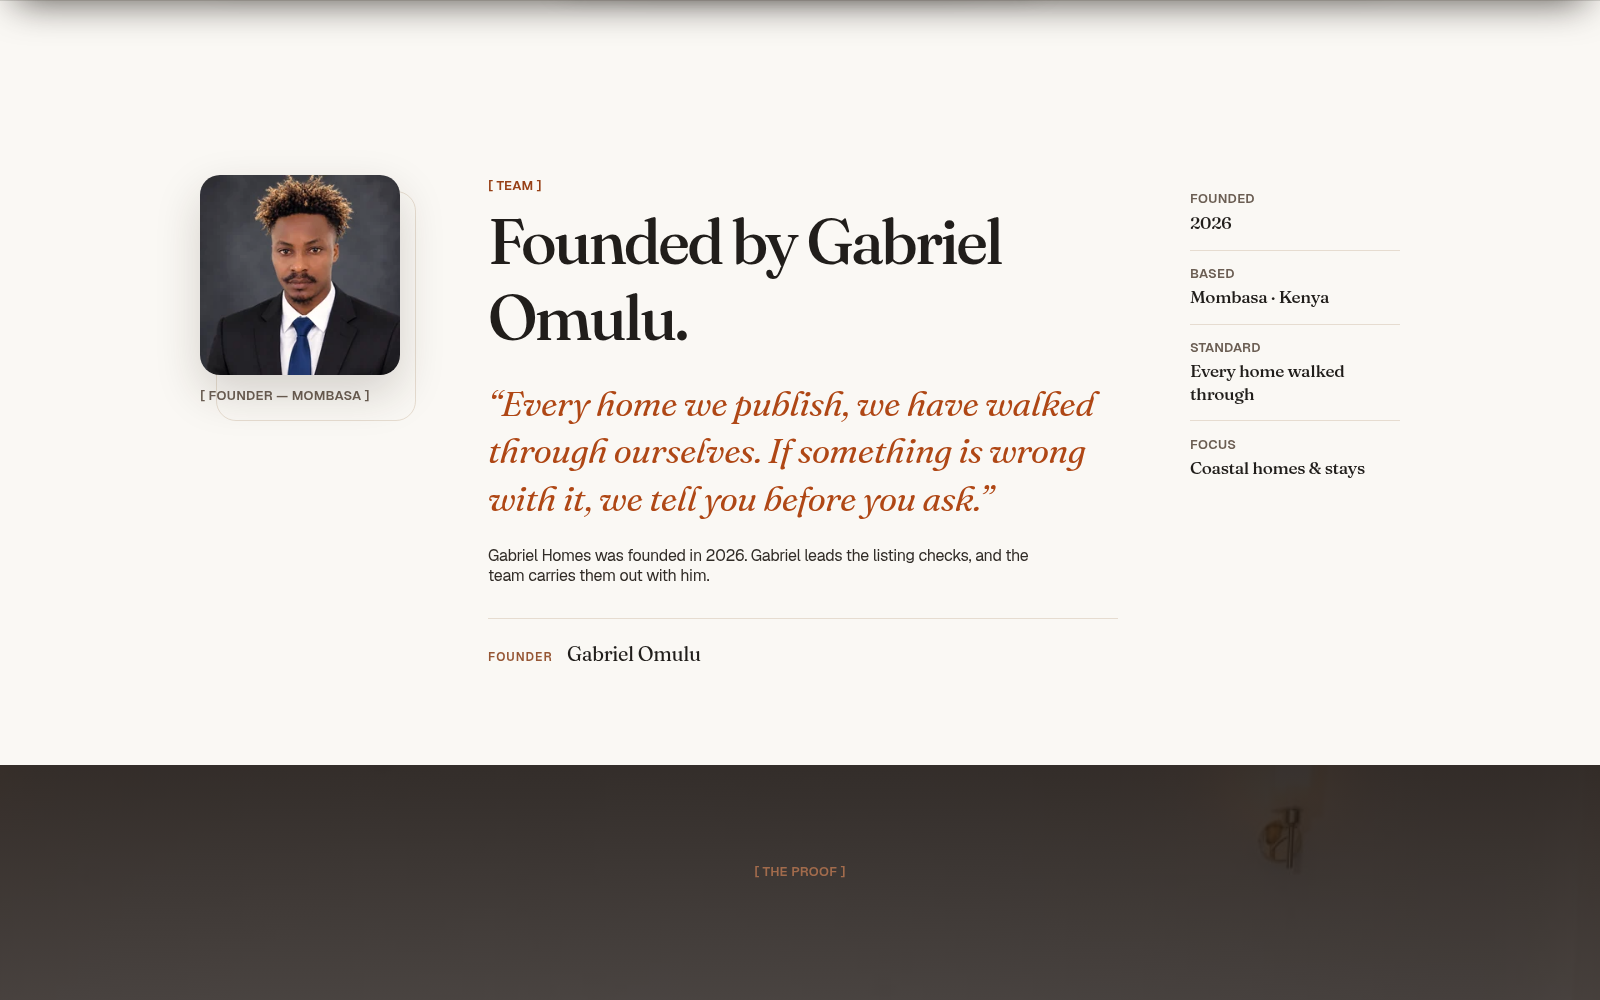 [ TEAM ]
Founded by Gabriel
Omulu.
“Every home we publish, we have walked
through ourselves. If something is wrong
with it, we tell you before you ask.”
Gabriel Homes was founded in 2026. Gabriel leads the listing checks, and the
team carries them out with him.
FOUNDER Gabriel Omulu
[ FOUNDER — MOMBASA ]
FOUNDED
2026
BASED
Mombasa · Kenya
STANDARD
Every home walked
through
FOCUS
Coastal homes & stays
[ THE PROOF ]